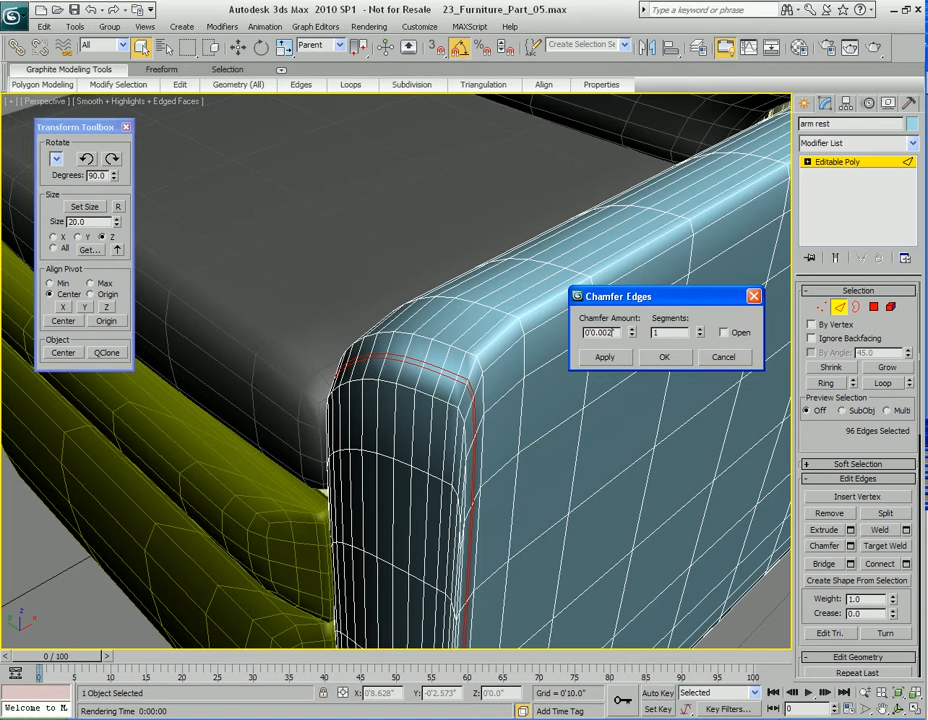 Autodesk 3ds Max 2010 SP1 - Not for Resale 23_Furniture_Part_05.max
Type a keyword or phrase
Edit Tools Group Views Create Modifiers Animation Graph Editors Rendering Customize MAXScript Help
All Parent Create Selection Se
Graphite Modeling Tools Freeform Selection
Polygon Modeling Modify Selection Edit Geometry (All) Edges Loops Subdivision Triangulation Align Properties
[ + ] [ Perspective ] [ Smooth + Highlights + Edged Faces ]
Transform Toolbox
Rotate
Degrees: 90.0
Size
Set Size R
Size 20.0
X Y Z
All Get...
Align Pivot
Min Max
Center Origin
X Y Z
Center Origin
Object
Center QClone
Chamfer Edges
Chamfer Amount: Segments:
0'0.002" 1 Open
Apply OK Cancel
arm rest
Modifier List
Editable Poly
Selection
By Vertex
Ignore Backfacing
By Angle: 45.0
Shrink Grow
Ring Loop
Preview Selection
Off SubObj Multi
96 Edges Selected
Soft Selection
Edit Edges
Insert Vertex
Remove Split
Extrude Weld
Chamfer Target Weld
Bridge Connect
Create Shape From Selection
Weight: 1.0
Crease: 0.0
Edit Tri. Turn
Edit Geometry
Repeat Last
z
x
0 / 100
0 5 10 15 20 25 30 35 40 45 50 55 60 65 70 75 80 85 90 95 100
1 Object Selected X: 0'8.628" Y: -0'2.573" Z: 0'0.0" Grid = 0'10.0" Auto Key Selected
Welcome to M Rendering Time 0:00:00 Add Time Tag Set Key Key Filters... 0